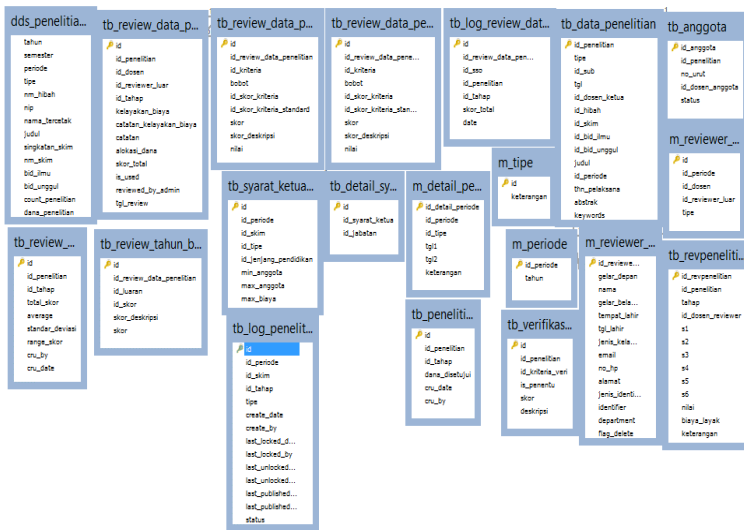 dds_penelitia...
tahun
semester
periode
tipe
nm_hibah
nip
nama_tercetak
judul
singkatan_skim
nm_skim
bid_ilmu
bid_unggul
count_penelitian
dana_penelitian
tb_review_data_p...
id
id_penelitian
id_dosen
id_reviewer_luar
id_tahap
kelayakan_biaya
catatan_kelayakan_biaya
catatan
alokasi_dana
skor_total
is_used
reviewed_by_admin
tgl_review
tb_review_data_p...
id
id_review_data_penelitian
id_kriteria
bobot
id_skor_kriteria
id_skor_kriteria_standard
skor
skor_deskripsi
nilai
tb_review_data_pe...
id
id_review_data_pene...
id_kriteria
bobot
id_skor_kriteria
id_skor_kriteria_stan...
skor
skor_deskripsi
nilai
tb_log_review_dat...
id
id_review_data_pen...
id_sso
id_penelitian
id_tahap
skor_total
date
tb_data_penelitian
id_penelitian
tipe
id_sub
tgl
id_dosen_ketua
id_hibah
id_skim
id_bid_ilmu
id_bid_unggul
judul
id_periode
thn_pelaksana
abstrak
keywords
tb_anggota
id_anggota
id_penelitian
no_urut
id_dosen_anggota
status
m_reviewer_...
id
id_periode
id_dosen
id_reviewer_luar
tipe
m_tipe
id
keterangan
tb_syarat_ketua...
id
id_periode
id_skim
id_tipe
id_jenjang_pendidikan
min_anggota
max_anggota
max_biaya
tb_detail_sy...
id
id_syarat_ketua
id_jabatan
m_detail_pe...
id_detail_periode
id_periode
id_tipe
tgl1
tgl2
keterangan
tb_review_...
id
id_penelitian
id_tahap
total_skor
average
standar_deviasi
range_skor
cru_by
cru_date
tb_review_tahun_b...
id
id_review_data_penelitian
id_luaran
id_skor
skor_deskripsi
skor
m_periode
id_periode
tahun
m_reviewer_...
id_reviewe...
gelar_depan
nama
gelar_bela...
tempat_lahir
tgl_lahir
jenis_kela...
email
no_hp
alamat
jenis_identi...
identifier
department
flag_delete
tb_revpenelitian
id_revpenelitian
id_penelitian
tahap
id_dosen_reviewer
s1
s2
s3
s4
s5
s6
nilai
biaya_layak
keterangan
tb_log_penelit...
id
id_periode
id_skim
id_tahap
tipe
create_date
create_by
last_locked_d...
last_locked_by
last_unlocked...
last_unlocked...
last_published...
last_published...
status
tb_peneliti...
id
id_penelitian
id_tahap
dana_disetujui
cru_date
cru_by
tb_verifikas...
id
id_penelitian
id_kriteria_veri
is_penentu
skor
deskripsi